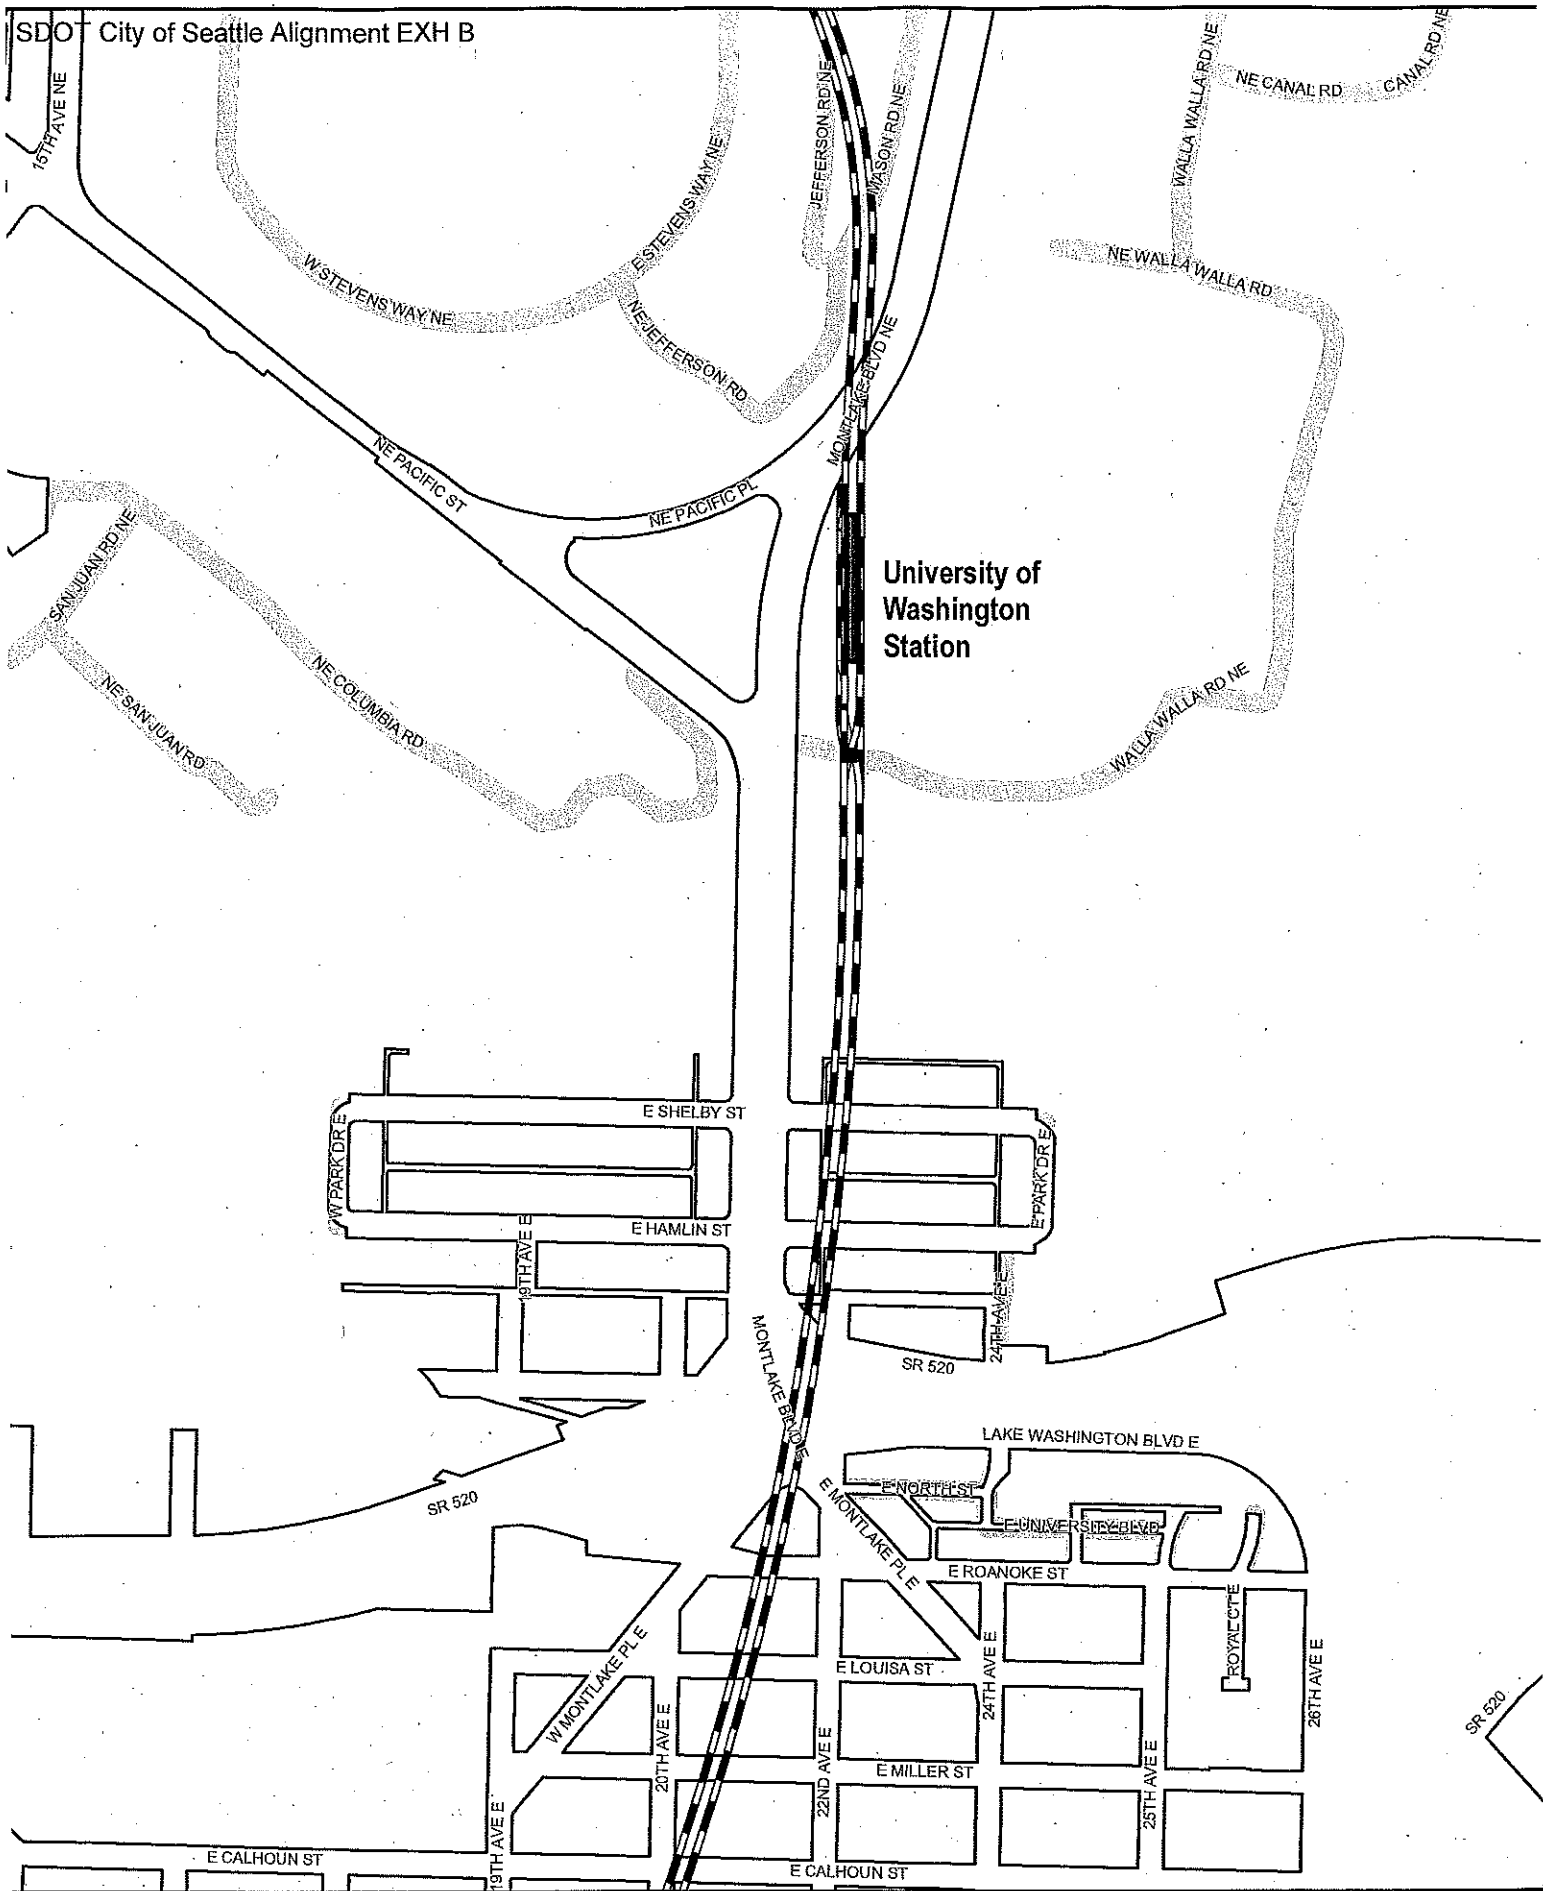 SDOT City of Seattle Alignment EXH B
15TH AVE NE
JEFFERSON RD NE
MASON RD NE
WALLA WALLA RD NE
NE CANAL RD
CANAL RD NE
W STEVENS WAY NE
E STEVENS WAY NE
NE JEFFERSON RD
NE WALLA WALLA RD
MONTLAKE BLVD NE
NE PACIFIC ST
NE PACIFIC PL
University of
Washington
Station
SAN JUAN RD NE
NE SAN JUAN RD
NE COLUMBIA RD
WALLA WALLA RD NE
E SHELBY ST
W PARK DR E
E PARK DR E
E HAMLIN ST
19TH AVE E
24TH AVE E
MONTLAKE BLVD E
SR 520
LAKE WASHINGTON BLVD E
SR 520
E NORTH ST
E MONTLAKE PL E
E UNIVERSITY BLVD
E ROANOKE ST
ROYAL CT E
W MONTLAKE PL E
E LOUISA ST
24TH AVE E
26TH AVE E
SR 520
20TH AVE E
22ND AVE E
E MILLER ST
25TH AVE E
19TH AVE E
E CALHOUN ST
E CALHOUN ST